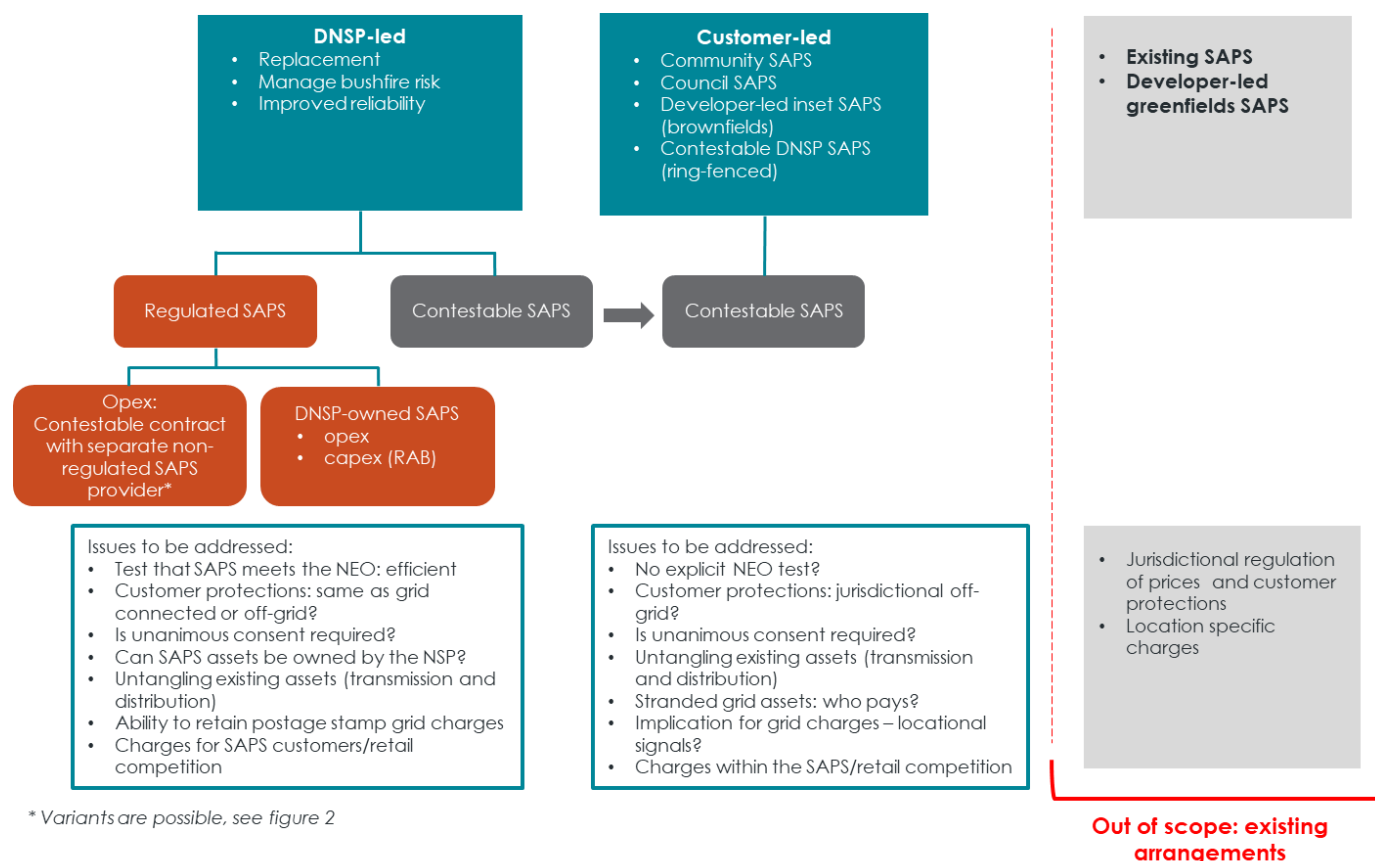 DNSP-led
• Replacement
• Manage bushfire risk
• Improved reliability
Customer-led
• Community SAPS
• Council SAPS
• Developer-led inset SAPS
(brownfields)
• Contestable DNSP SAPS
(ring-fenced)
• Existing SAPS
• Developer-led
greenfields SAPS
Regulated SAPS
Contestable SAPS
Contestable SAPS
Opex:
Contestable contract
with separate non-
regulated SAPS
provider*
DNSP-owned SAPS
• opex
• capex (RAB)
Issues to be addressed:
• Test that SAPS meets the NEO: efficient
• Customer protections: same as grid
connected or off-grid?
• Is unanimous consent required?
• Can SAPS assets be owned by the NSP?
• Untangling existing assets (transmission and
distribution)
• Ability to retain postage stamp grid charges
• Charges for SAPS customers/retail
competition
Issues to be addressed:
• No explicit NEO test?
• Customer protections: jurisdictional off-
grid?
• Is unanimous consent required?
• Untangling existing assets (transmission
and distribution)
• Stranded grid assets: who pays?
• Implication for grid charges – locational
signals?
• Charges within the SAPS/retail competition
• Jurisdictional regulation
of prices and customer
protections
• Location specific
charges
* Variants are possible, see figure 2
Out of scope: existing
arrangements